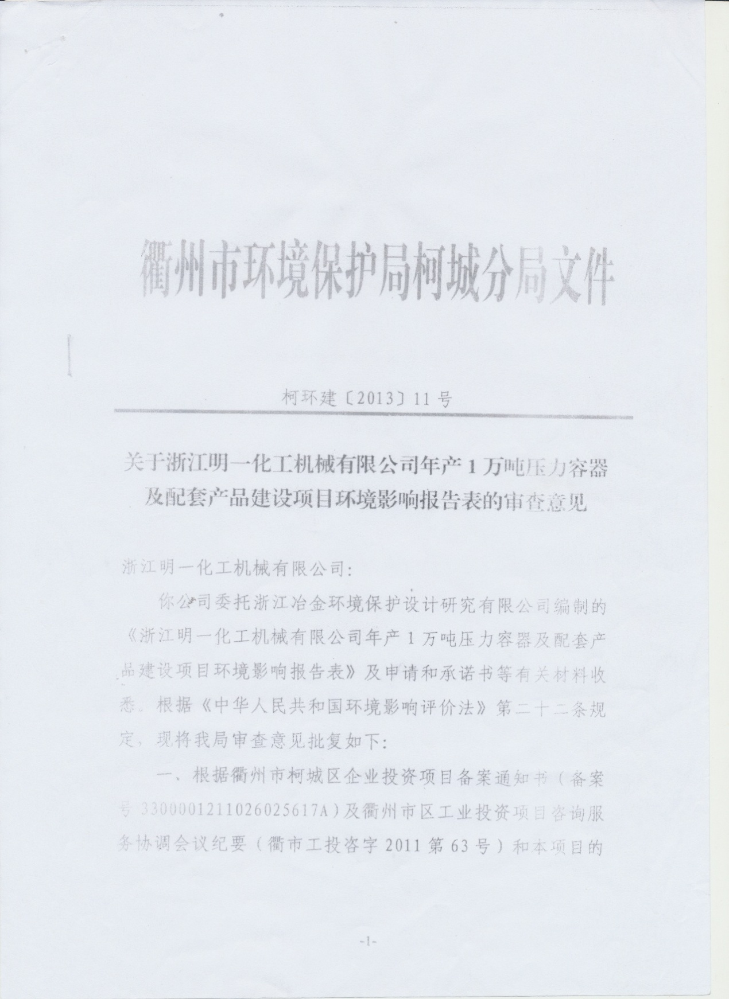 衢州市环境保护局柯城分局文件
柯环建〔2013〕11号
关于浙江明一化工机械有限公司年产1万吨压力容器
及配套产品建设项目环境影响报告表的审查意见
浙江明一化工机械有限公司：
你公司委托浙江冶金环境保护设计研究有限公司编制的
《浙江明一化工机械有限公司年产1万吨压力容器及配套产
品建设项目环境影响报告表》及申请和承诺书等有关材料收
悉。根据《中华人民共和国环境影响评价法》第二十二条规
定，现将我局审查意见批复如下：
一、根据衢州市柯城区企业投资项目备案通知书（备案
号3300001211026025617A）及衢州市区工业投资项目咨询服
务协调会议纪要（衢市工投咨字2011第63号）和本项目的
-1-